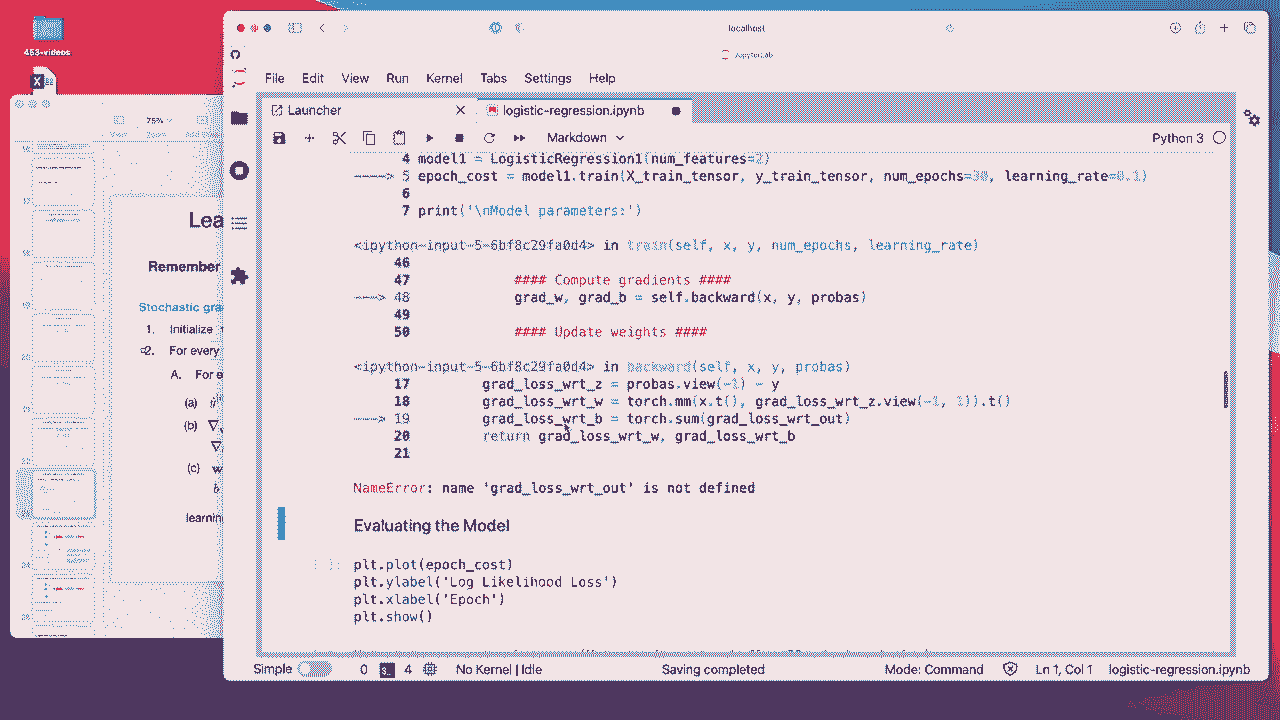 453-videos
localhost
JupyterLab
File Edit View Run Kernel Tabs Settings Help
Launcher
logistic-regression.ipynb
Markdown
Python 3
75%
4 model1 = LogisticRegression1(num_features=2)
----> 5 epoch_cost = model1.train(X_train_tensor, y_train_tensor, num_epochs=30, learning_rate=0.1)
6
7 print('\nModel parameters:')
<ipython-input-5-6bf8c29fa0d4> in train(self, x, y, num_epochs, learning_rate)
46
47 #### Compute gradients ####
---> 48 grad_w, grad_b = self.backward(x, y, probas)
49
50 #### Update weights ####
<ipython-input-5-6bf8c29fa0d4> in backward(self, x, y, probas)
17 grad_loss_wrt_z = probas.view(-1) - y
18 grad_loss_wrt_w = torch.mm(x.t(), grad_loss_wrt_z.view(-1, 1)).t()
---> 19 grad_loss_wrt_b = torch.sum(grad_loss_wrt_out)
20 return grad_loss_wrt_w, grad_loss_wrt_b
21
NameError: name 'grad_loss_wrt_out' is not defined
Evaluating the Model
plt.plot(epoch_cost)
plt.ylabel('Log Likelihood Loss')
plt.xlabel('Epoch')
plt.show()
Simple 0 4 No Kernel | Idle Saving completed Mode: Command Ln 1, Col 1 logistic-regression.ipynb
Lea
Remember
Stochastic gra
1. Initialize
2. For every
A. For e
(a)
(b)
(c) w
b
learnin